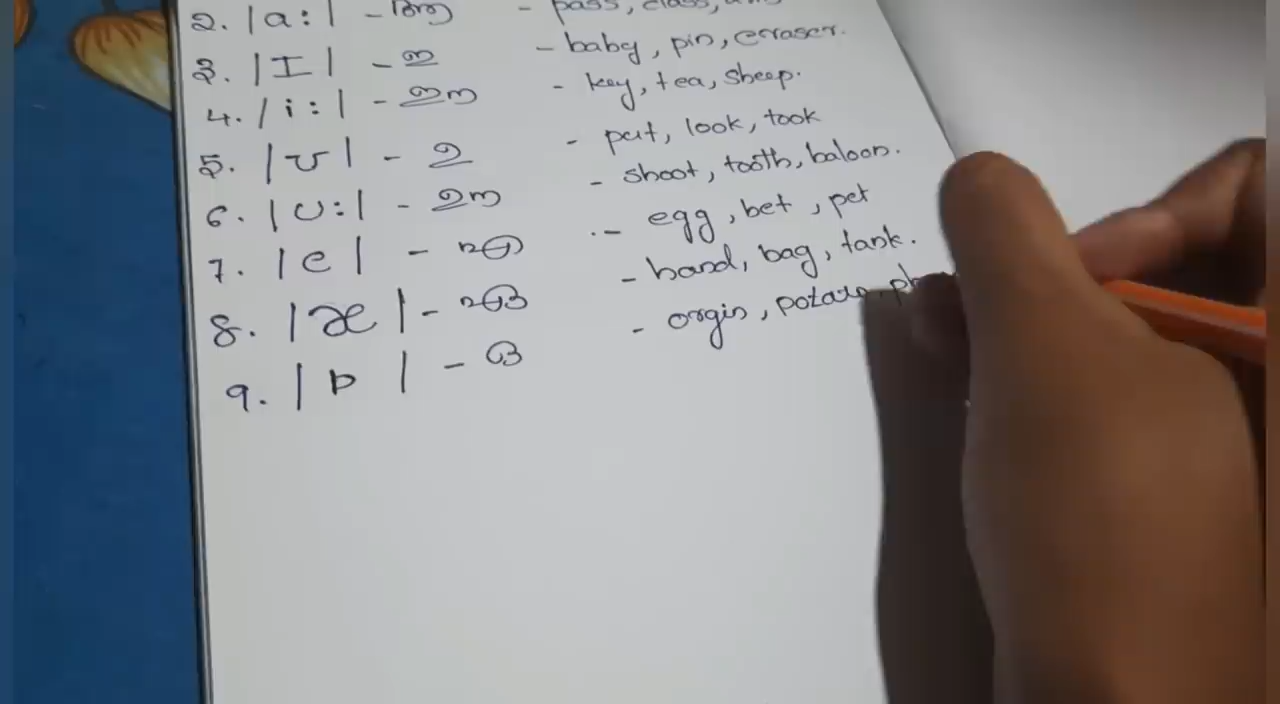 2. |a:| - ആ - pass, class,
3. |I| - ഇ - baby, pin, eraser.
4. |i:| - ഈ - key, tea, sheep.
5. |ʊ| - ഉ - put, look, took
6. |ʊ:| - ഊ - shoot, tooth, baloon.
7. |e| - എ - egg, bet, pet
8. |æ| - ഏ - hand, bag, tank.
9. |ɒ| - ഒ - orgin, potato,